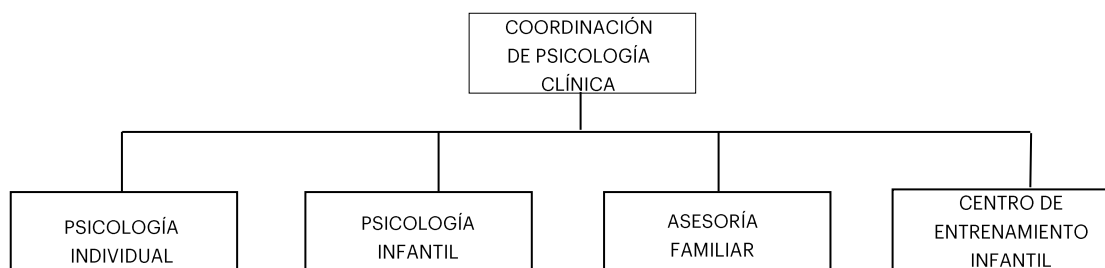 COORDINACIÓN
DE PSICOLOGÍA
CLÍNICA
PSICOLOGÍA
INDIVIDUAL
PSICOLOGÍA
INFANTIL
ASESORÍA
FAMILIAR
CENTRO DE
ENTRENAMIENTO
INFANTIL